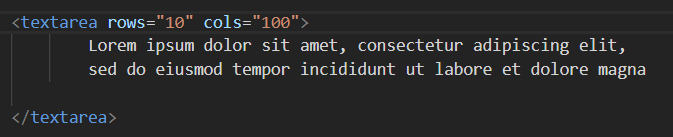 <textarea rows="10" cols="100">
Lorem ipsum dolor sit amet, consectetur adipiscing elit,
sed do eiusmod tempor incididunt ut labore et dolore magna
</textarea>